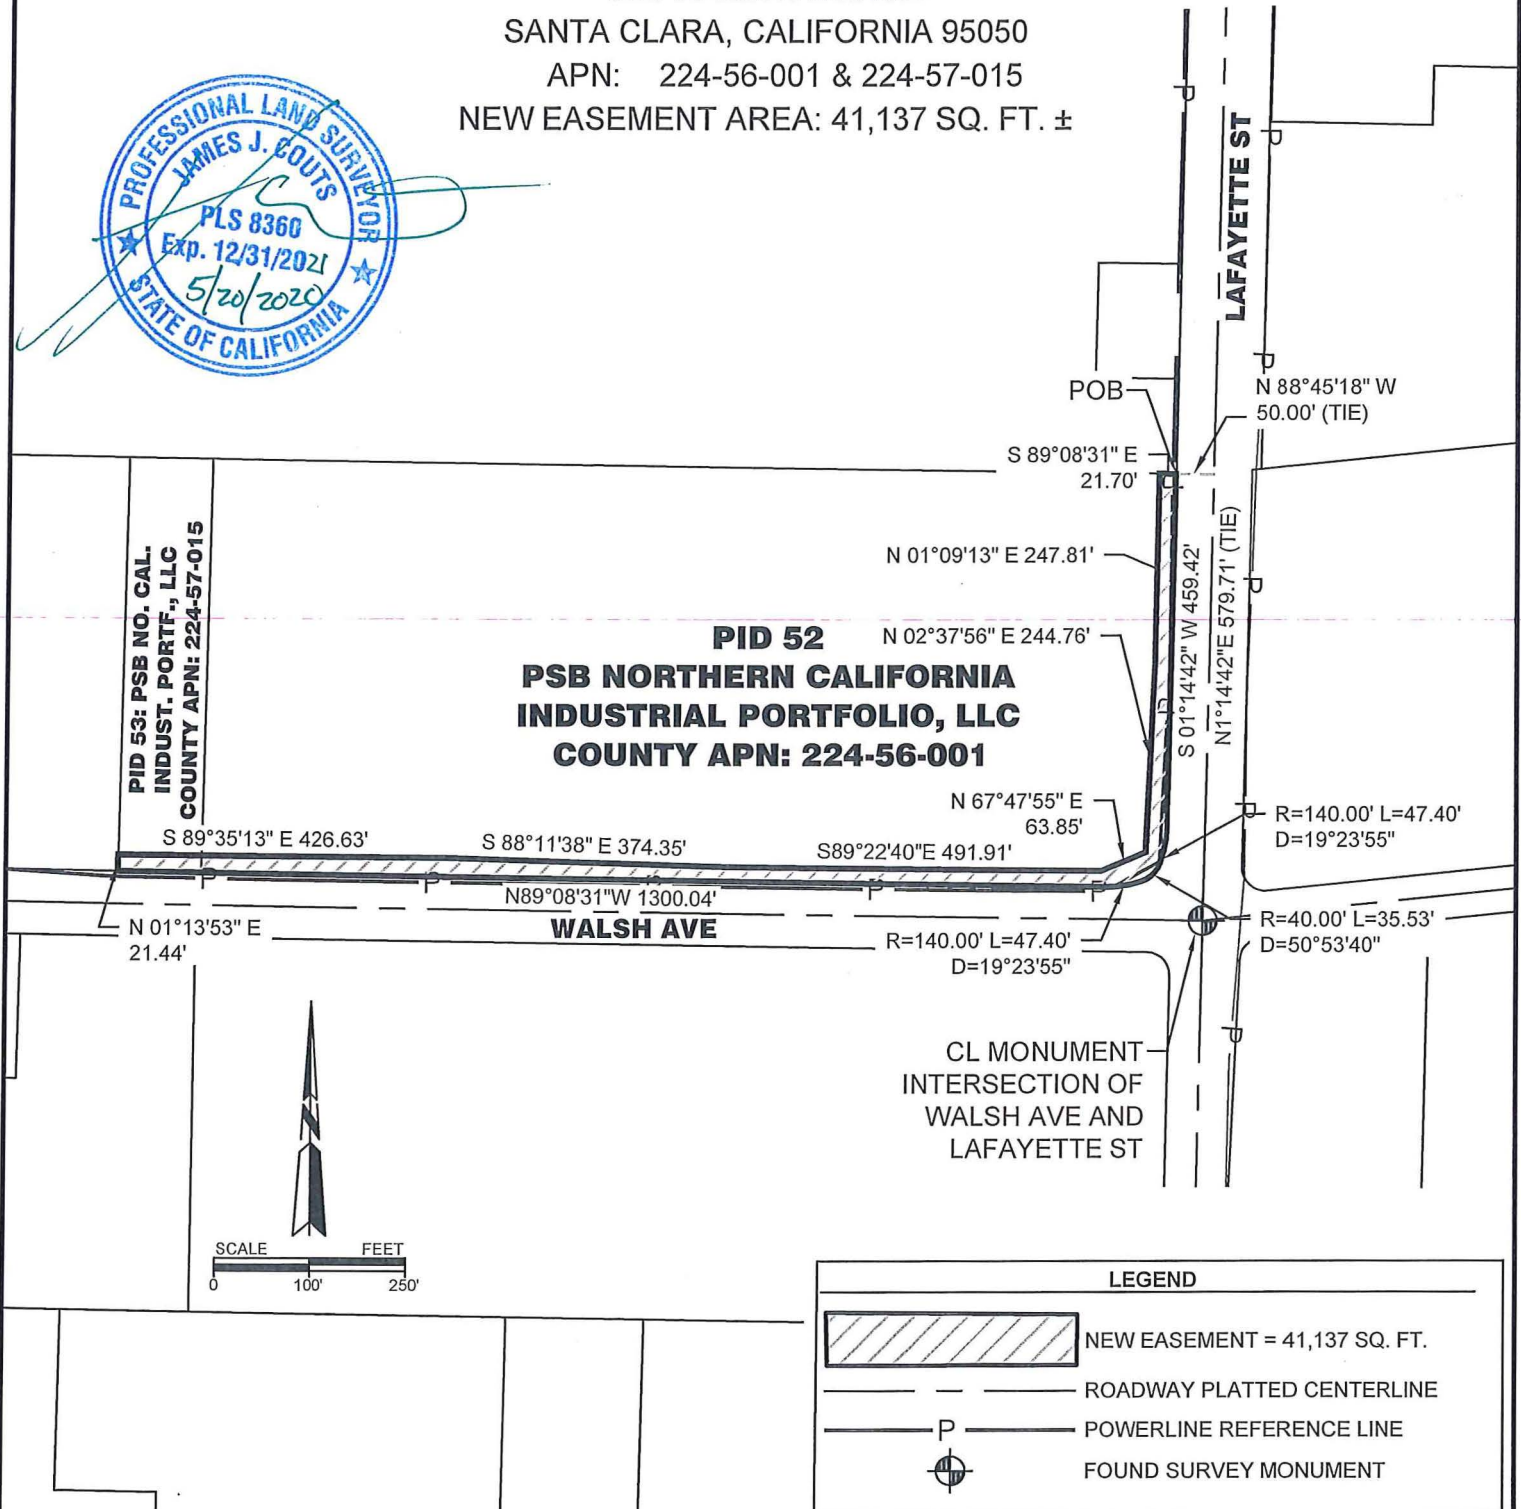 SANTA CLARA, CALIFORNIA 95050
APN: 224-56-001 & 224-57-015
NEW EASEMENT AREA: 41,137 SQ. FT. ±
PROFESSIONAL LAND SURVEYOR
JAMES J. COUTS
PLS 8360
Exp. 12/31/2021
5/20/2020
STATE OF CALIFORNIA
LAFAYETTE ST
POB
N 88°45'18" W
50.00' (TIE)
S 89°08'31" E
21.70'
N 01°09'13" E 247.81'
S 01°14'42" W 459.42'
N1°14'42"E 579.71' (TIE)
PID 53: PSB NO. CAL.
INDUST. PORTF., LLC
COUNTY APN: 224-57-015
PID 52
PSB NORTHERN CALIFORNIA
INDUSTRIAL PORTFOLIO, LLC
COUNTY APN: 224-56-001
N 02°37'56" E 244.76'
N 67°47'55" E
63.85'
R=140.00' L=47.40'
D=19°23'55"
S 89°35'13" E 426.63'
S 88°11'38" E 374.35'
S89°22'40"E 491.91'
N89°08'31"W 1300.04'
WALSH AVE
N 01°13'53" E
21.44'
R=140.00' L=47.40'
D=19°23'55"
R=40.00' L=35.53'
D=50°53'40"
CL MONUMENT
INTERSECTION OF
WALSH AVE AND
LAFAYETTE ST
N
SCALE FEET
0 100' 250'
LEGEND
NEW EASEMENT = 41,137 SQ. FT.
ROADWAY PLATTED CENTERLINE
P POWERLINE REFERENCE LINE
FOUND SURVEY MONUMENT